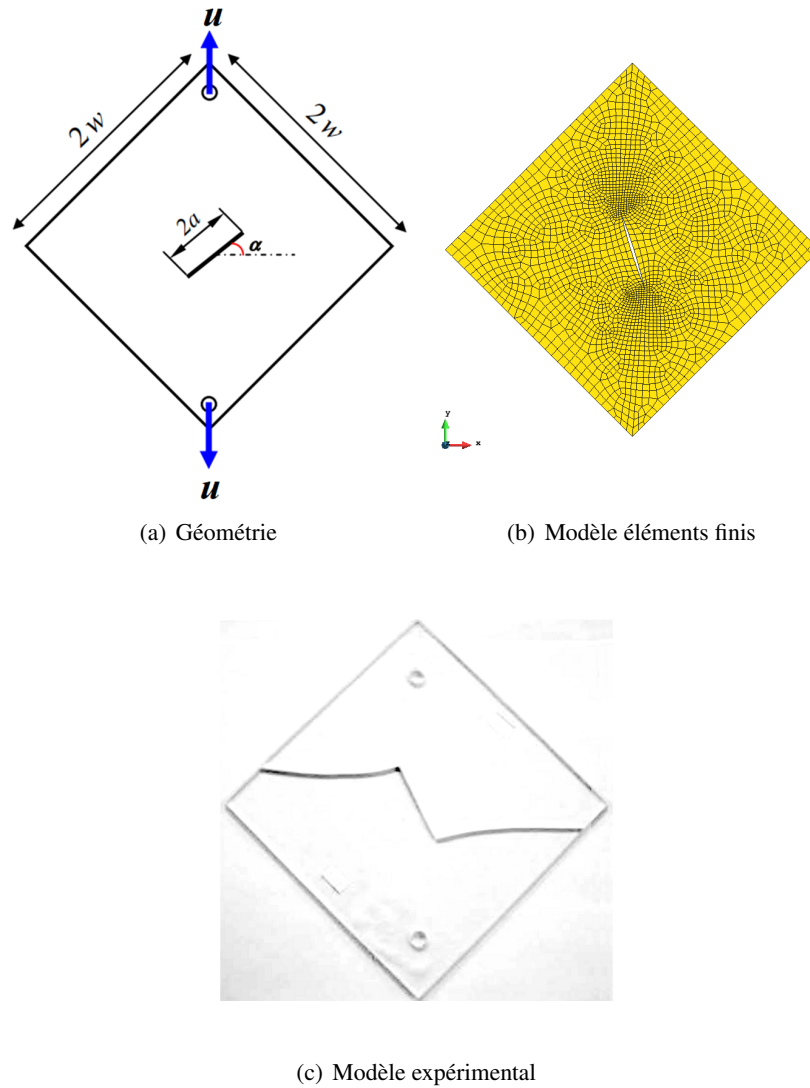 u
2w
2w
2a
α
u
(a) Géométrie
y
x
(b) Modèle éléments finis
(c) Modèle expérimental